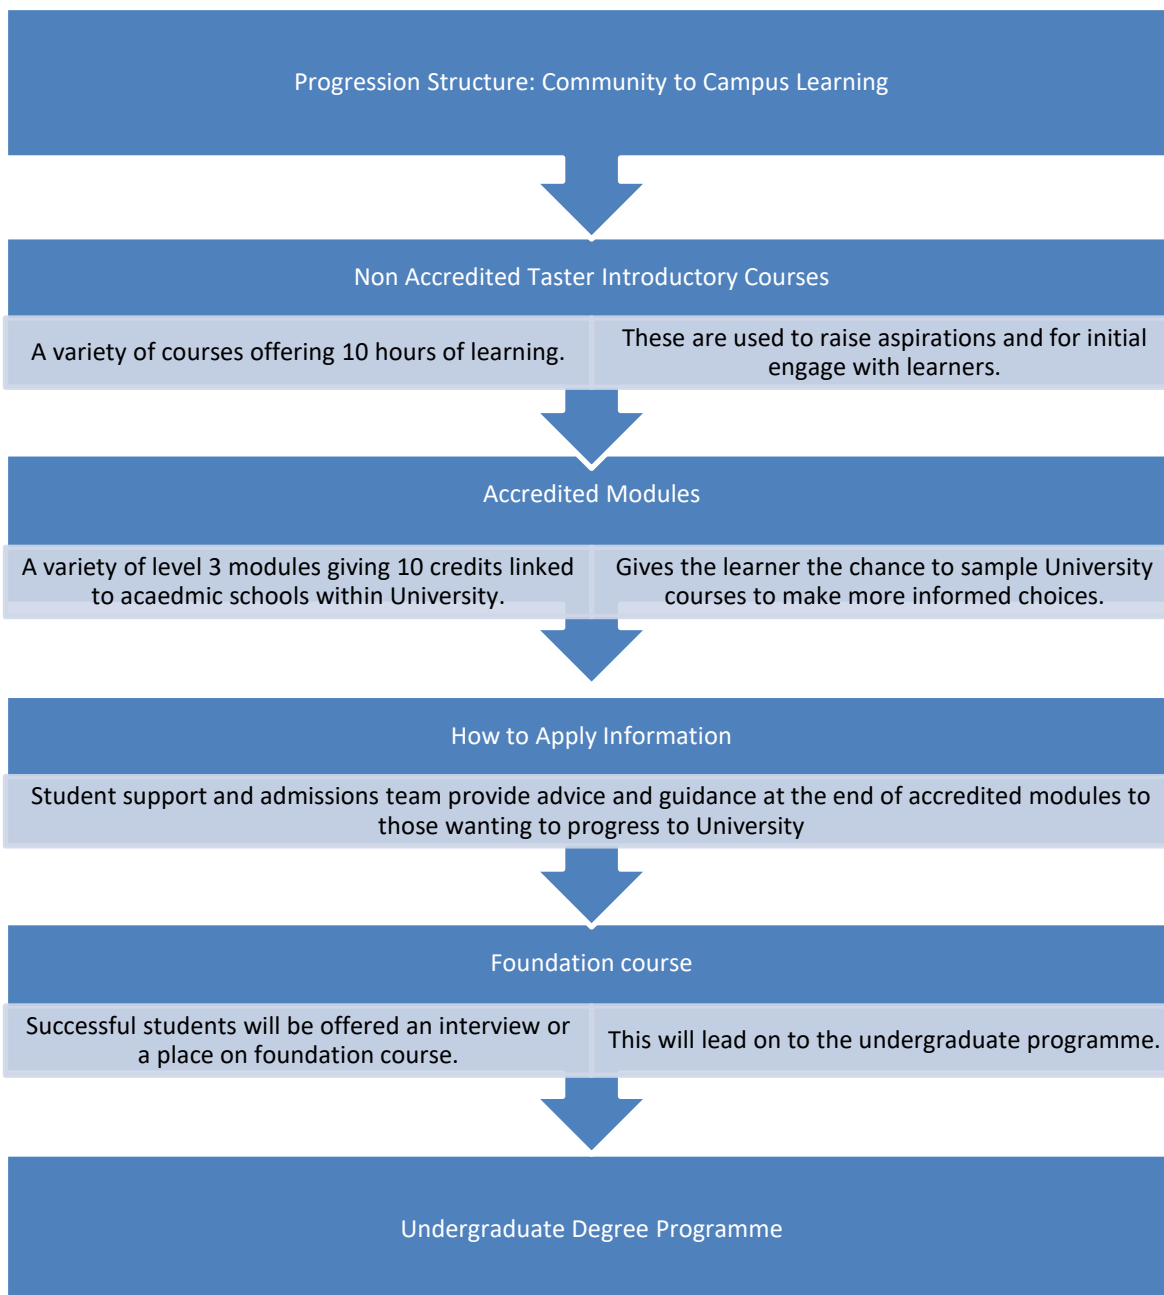 Progression Structure: Community to Campus Learning
Non Accredited Taster Introductory Courses
A variety of courses offering 10 hours of learning.
These are used to raise aspirations and for initial
engage with learners.
Accredited Modules
A variety of level 3 modules giving 10 credits linked
to acaedmic schools within University.
Gives the learner the chance to sample University
courses to make more informed choices.
How to Apply Information
Student support and admissions team provide advice and guidance at the end of accredited modules to
those wanting to progress to University
Foundation course
Successful students will be offered an interview or
a place on foundation course.
This will lead on to the undergraduate programme.
Undergraduate Degree Programme